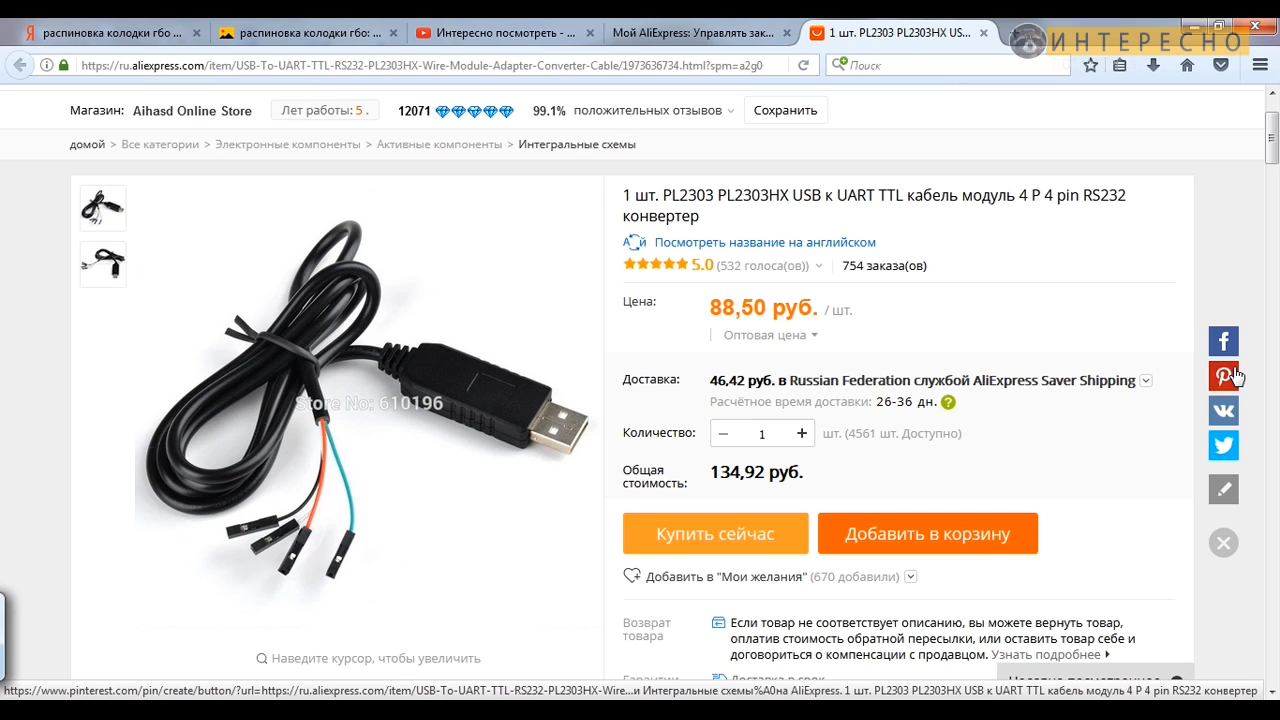 распиновка колодки гбо
распиновка колодки гбо: ...
Интересно посмотреть - ...
Мой AliExpress: Управлять зак...
1 шт. PL2303 PL2303HX US...
ИНТЕРЕСНО
https://ru.aliexpress.com/item/USB-To-UART-TTL-RS232-PL2303HX-Wire-Module-Adapter-Converter-Cable/1973636734.html?spm=a2g0
Поиск
Магазин: Aihasd Online Store
Лет работы: 5 .
12071
99.1% положительных отзывов
Сохранить
домой > Все категории > Электронные компоненты > Активные компоненты > Интегральные схемы
1 шт. PL2303 PL2303HX USB к UART TTL кабель модуль 4 P 4 pin RS232
конвертер
Посмотреть название на английском
5.0 (532 голоса(ов)) 754 заказа(ов)
Цена: 88,50 руб. / шт.
Оптовая цена
Доставка: 46,42 руб. в Russian Federation службой AliExpress Saver Shipping
Расчётное время доставки: 26-36 дн.
Количество: 1 шт. (4561 шт. Доступно)
Общая
стоимость: 134,92 руб.
Store No: 610196
Купить сейчас Добавить в корзину
Добавить в "Мои желания" (670 добавили)
Возврат
товара
Если товар не соответствует описанию, вы можете вернуть товар,
оплатив стоимость обратной пересылки, или оставить товар себе и
договориться о компенсации с продавцом. Узнать подробнее
Наведите курсор, чтобы увеличить
https://www.pinterest.com/pin/create/button/?url=https://ru.aliexpress.com/item/USB-To-UART-TTL-RS232-PL2303HX-Wire...и Интегральные схемы%A0на AliExpress. 1 шт. PL2303 PL2303HX USB к UART TTL кабель модуль 4 P 4 pin RS232 конвертер